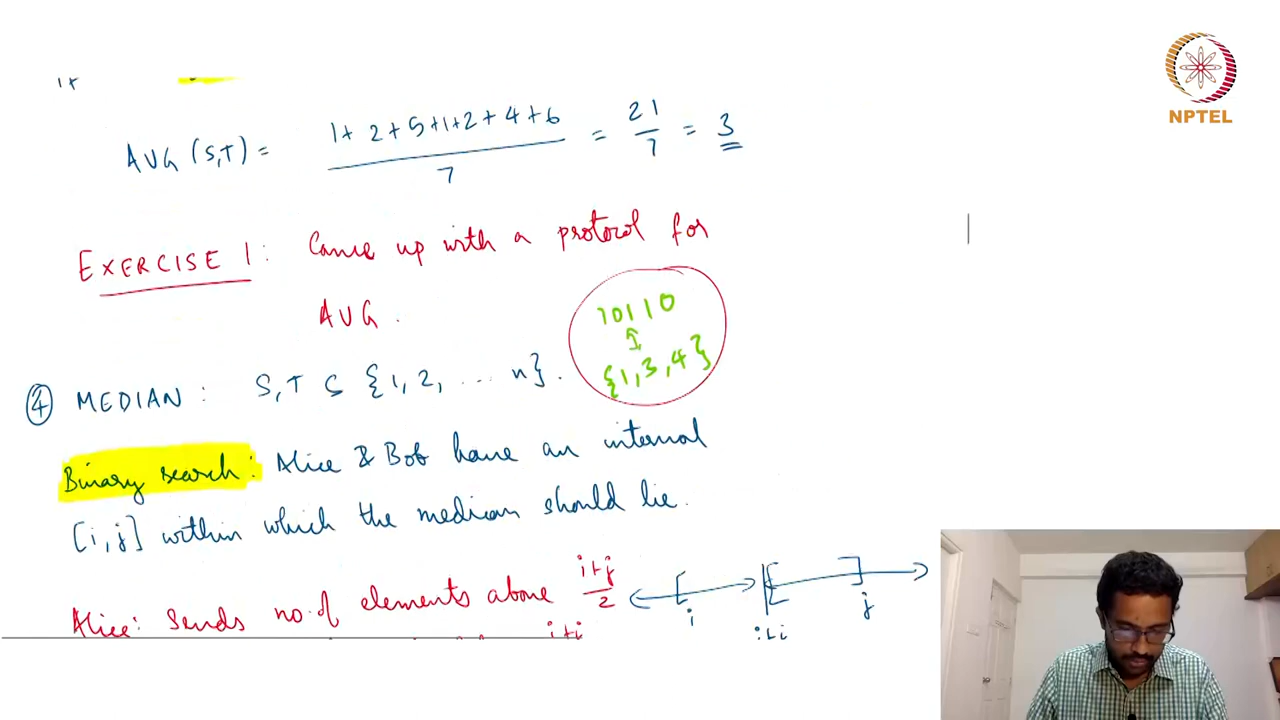 NPTEL
AVG (S,T) = 1+ 2+5+1+2+4+6 / 7 = 21 / 7 = 3
EXERCISE 1: Come up with a protocol for
AVG.
10110
{1,3,4}
④ MEDIAN: S,T ⊆ {1, 2, ... n}.
Binary search: Alice & Bob have an internal
[i,j] within which the median should lie.
Alice: Sends no. of elements above i+j / 2
i j